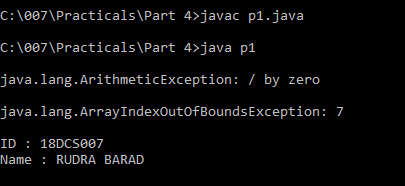 C:\007\Practicals\Part 4>javac p1.java
C:\007\Practicals\Part 4>java p1
java.lang.ArithmeticException: / by zero
java.lang.ArrayIndexOutOfBoundsException: 7
ID : 18DCS007
Name : RUDRA BARAD